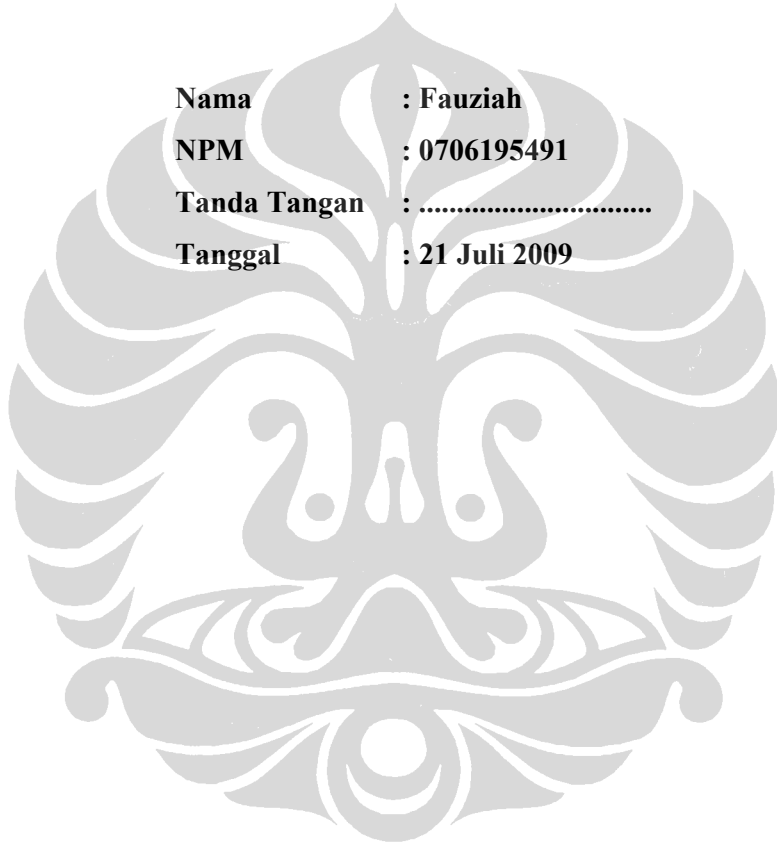 Nama : Fauziah
NPM : 0706195491
Tanda Tangan : ...............................
Tanggal : 21 Juli 2009